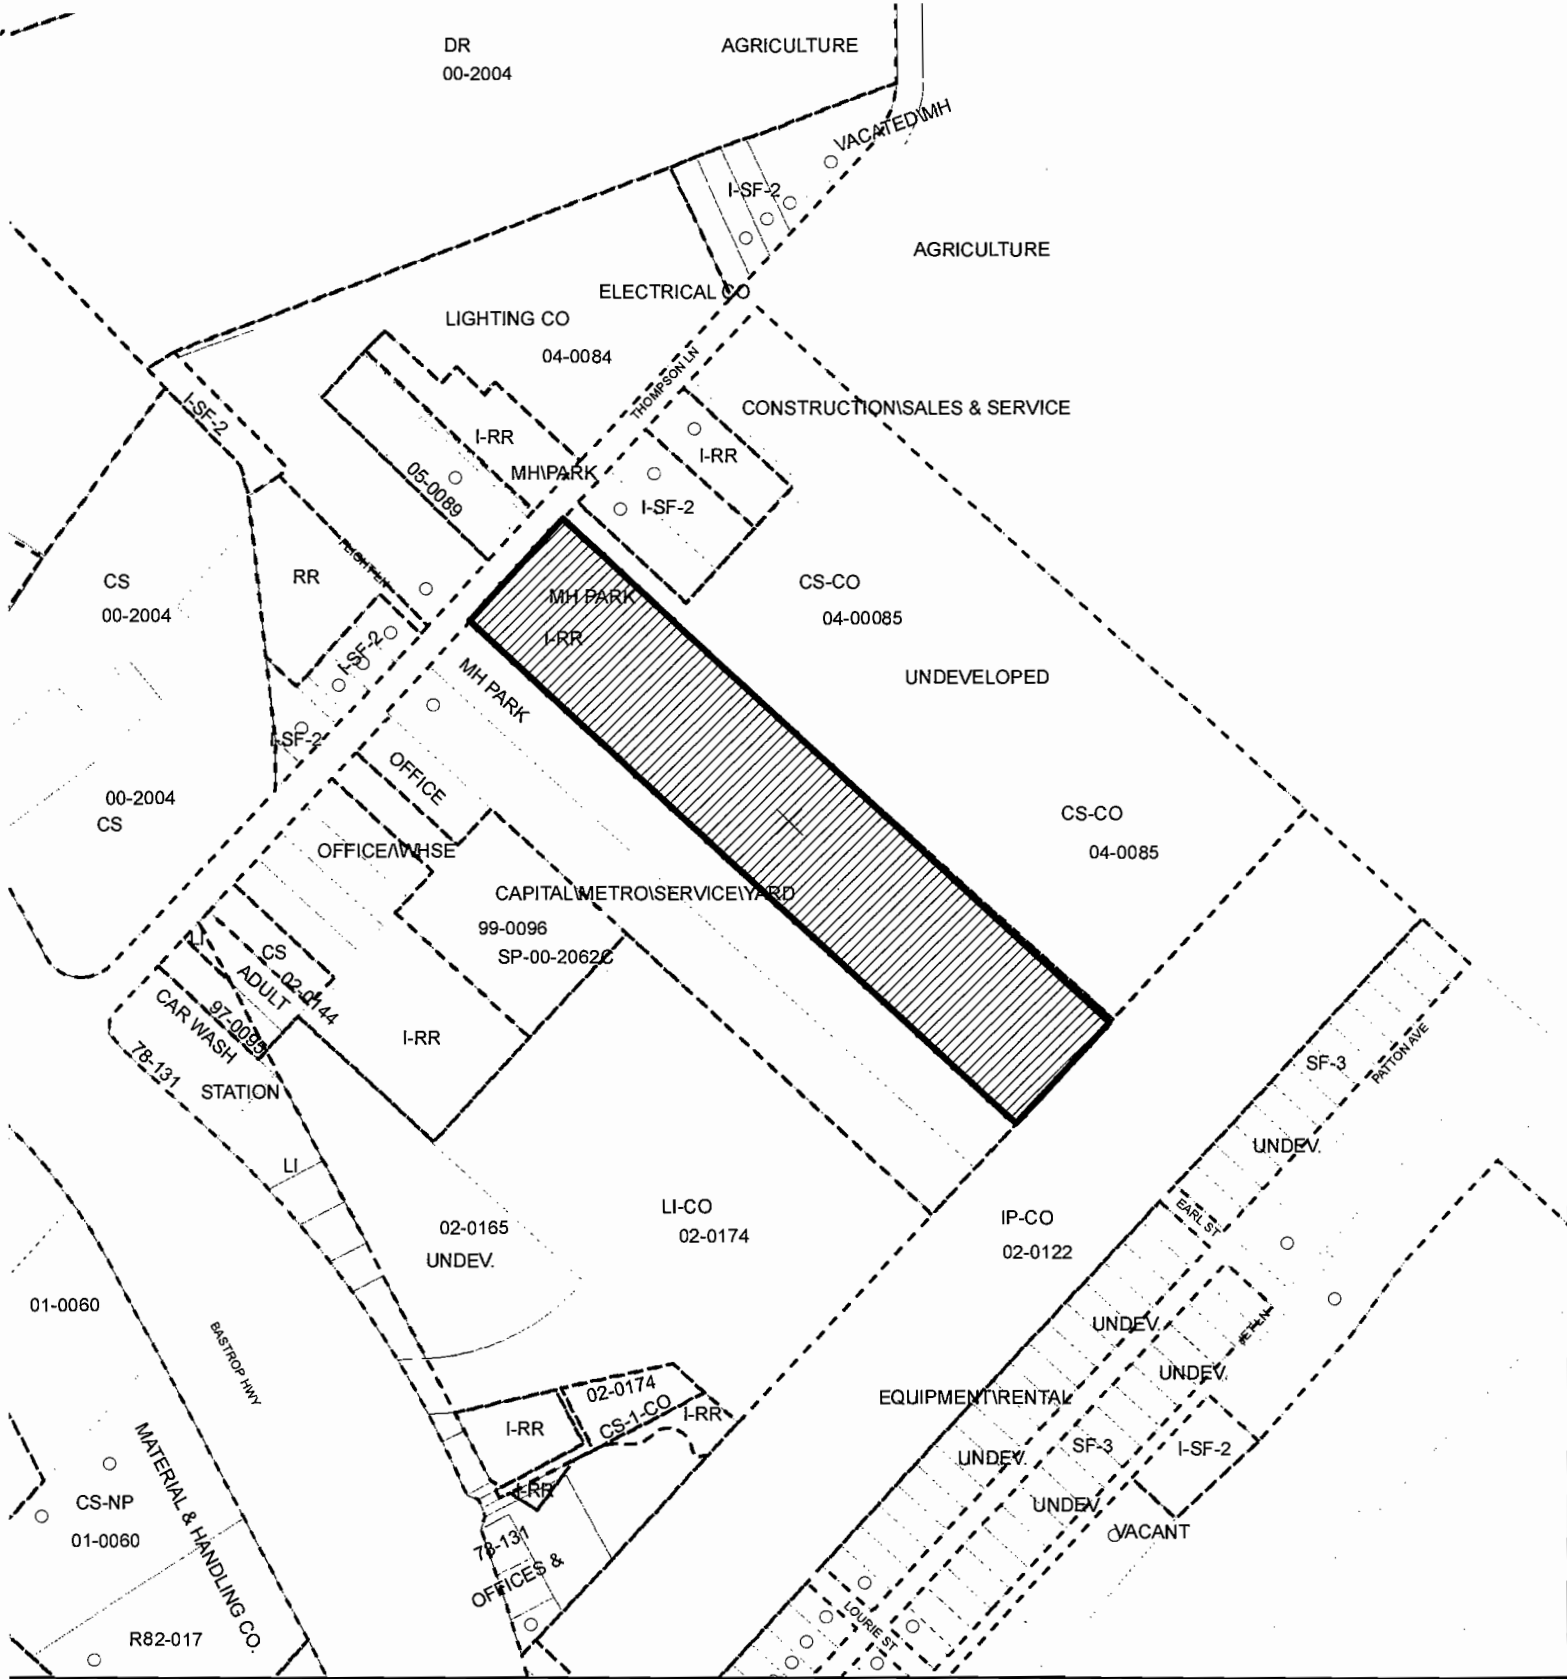 DR
00-2004
AGRICULTURE
VACATED\MH
I-SF-2
AGRICULTURE
ELECTRICAL CO
LIGHTING CO
04-0084
THOMPSON LN
CONSTRUCTION\SALES & SERVICE
I-SF-2
I-RR
I-RR
MH\PARK
05-0089
I-SF-2
FLIGHT LN
RR
CS
00-2004
MH PARK
I-RR
CS-CO
04-00085
I-SF-2
MH PARK
UNDEVELOPED
I-SF-2
OFFICE
00-2004
CS
CS-CO
04-0085
OFFICE/WHSE
CAPITAL\METRO\SERVICE\YARD
99-0096
SP-00-2062C
LI
CS
ADULT
02-0144
CAR WASH
97-0095
I-RR
78-131
STATION
SF-3
PATTON AVE
UNDEV.
LI
LI-CO
02-0174
02-0165
UNDEV.
IP-CO
02-0122
EARL ST
01-0060
BASTROP HWY
UNDEV.
JET LN
UNDEV.
02-0174
CS-1-CO
I-RR
I-RR
EQUIPMENT\RENTAL
SF-3
I-SF-2
UNDEV.
MATERIAL & HANDLING CO.
CS-NP
01-0060
I-RR
UNDEV.
VACANT
78-131
OFFICES &
LOURIE ST
R82-017